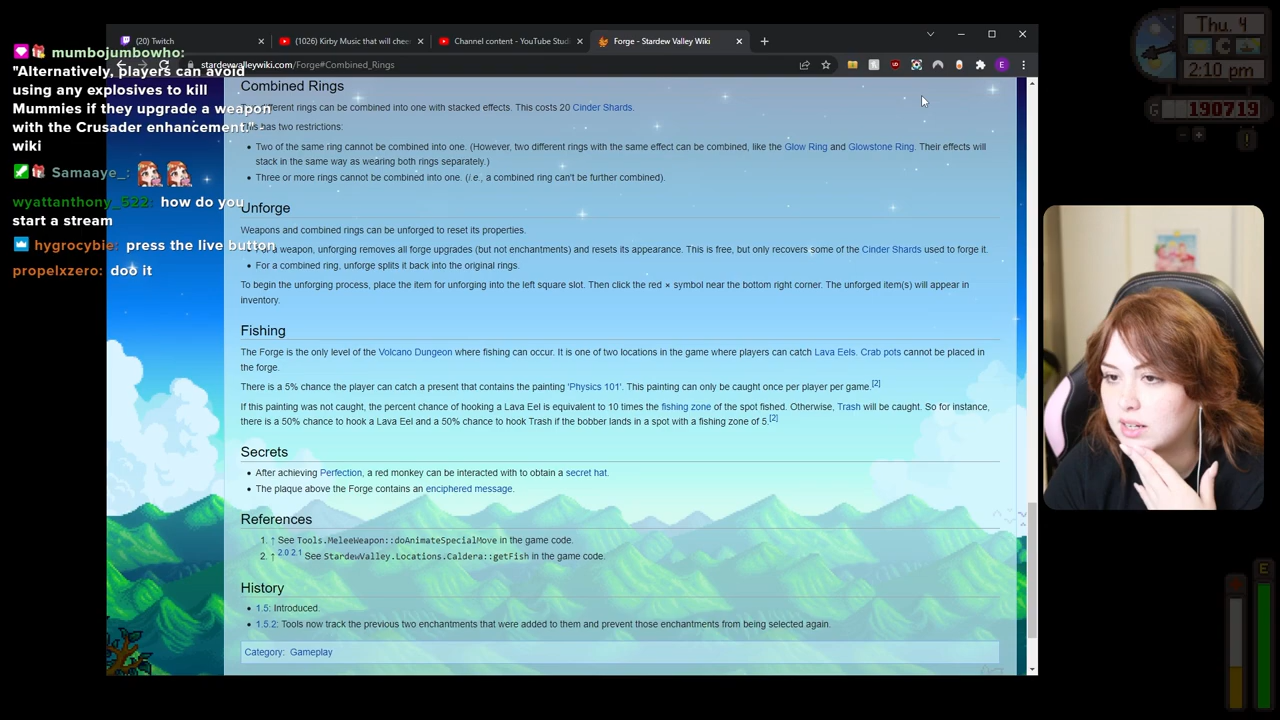 (20) Twitch
(1026) Kirby Music that will cheer
Channel content - YouTube Stud
Forge - Stardew Valley Wiki
stardewvalleywiki.com/Forge#Combined_Rings
E
mumbojumbowho:
"Alternatively, players can avoid
using any explosives to kill
Mummies if they upgrade a weapon
with the Crusader enhancement."-
wiki
Samaaye_:
wyattanthony_522: how do you
start a stream
hygrocybie: press the live button
propelxzero: doo it
Combined Rings
different rings can be combined into one with stacked effects. This costs 20 Cinder Shards.
has two restrictions:
• Two of the same ring cannot be combined into one. (However, two different rings with the same effect can be combined, like the Glow Ring and Glowstone Ring. Their effects will
stack in the same way as wearing both rings separately.)
• Three or more rings cannot be combined into one. (i.e., a combined ring can't be further combined).
Unforge
Weapons and combined rings can be unforged to reset its properties.
a weapon, unforging removes all forge upgrades (but not enchantments) and resets its appearance. This is free, but only recovers some of the Cinder Shards used to forge it.
• For a combined ring, unforge splits it back into the original rings.
To begin the unforging process, place the item for unforging into the left square slot. Then click the red × symbol near the bottom right corner. The unforged item(s) will appear in
inventory.
Fishing
The Forge is the only level of the Volcano Dungeon where fishing can occur. It is one of two locations in the game where players can catch Lava Eels. Crab pots cannot be placed in
the forge.
There is a 5% chance the player can catch a present that contains the painting 'Physics 101'. This painting can only be caught once per player per game.[2]
If this painting was not caught, the percent chance of hooking a Lava Eel is equivalent to 10 times the fishing zone of the spot fished. Otherwise, Trash will be caught. So for instance,
there is a 50% chance to hook a Lava Eel and a 50% chance to hook Trash if the bobber lands in a spot with a fishing zone of 5.[2]
Secrets
• After achieving Perfection, a red monkey can be interacted with to obtain a secret hat.
• The plaque above the Forge contains an enciphered message.
References
1. ↑ See Tools.MeleeWeapon::doAnimateSpecialMove in the game code.
2. ↑ 2.0 2.1 See StardewValley.Locations.Caldera::getFish in the game code.
History
• 1.5: Introduced.
• 1.5.2: Tools now track the previous two enchantments that were added to them and prevent those enchantments from being selected again.
Category: Gameplay
Thu. 4
2:10 pm
190719
E